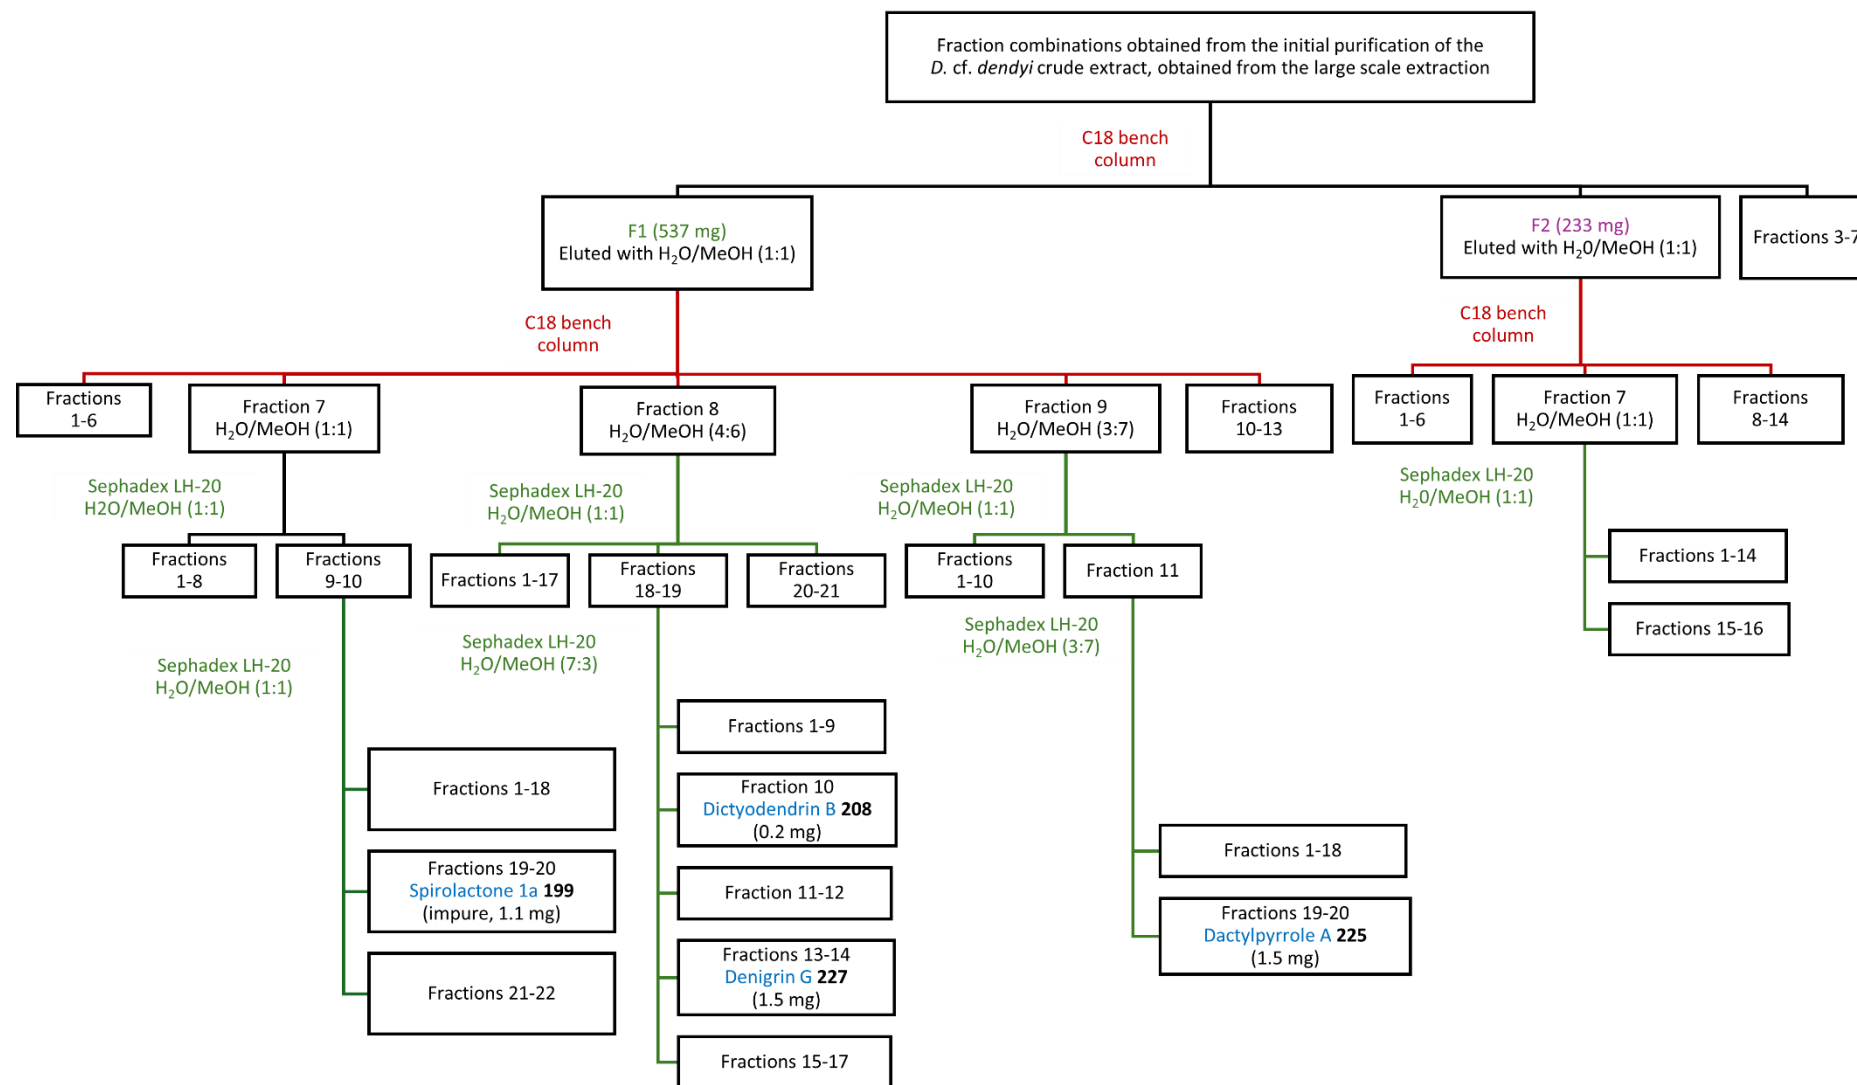 Fraction combinations obtained from the initial purification of the
D. cf. dendyi crude extract, obtained from the large scale extraction
C18 bench
column
F1 (537 mg)
Eluted with H₂O/MeOH (1:1)
F2 (233 mg)
Eluted with H₂0/MeOH (1:1)
Fractions 3-7
C18 bench
column
C18 bench
column
Fractions
1-6
Fraction 7
H₂O/MeOH (1:1)
Fraction 8
H₂O/MeOH (4:6)
Fraction 9
H₂O/MeOH (3:7)
Fractions
10-13
Fractions
1-6
Fraction 7
H₂O/MeOH (1:1)
Fractions
8-14
Sephadex LH-20
H2O/MeOH (1:1)
Sephadex LH-20
H₂O/MeOH (1:1)
Sephadex LH-20
H₂O/MeOH (1:1)
Sephadex LH-20
H₂0/MeOH (1:1)
Fractions
1-8
Fractions
9-10
Fractions 1-17
Fractions
18-19
Fractions
20-21
Fractions
1-10
Fraction 11
Fractions 1-14
Fractions 15-16
Sephadex LH-20
H₂O/MeOH (1:1)
Sephadex LH-20
H₂O/MeOH (7:3)
Sephadex LH-20
H₂O/MeOH (3:7)
Fractions 1-18
Fractions 19-20
Spirolactone 1a 199
(impure, 1.1 mg)
Fractions 21-22
Fractions 1-9
Fraction 10
Dictyodendrin B 208
(0.2 mg)
Fraction 11-12
Fractions 13-14
Denigrin G 227
(1.5 mg)
Fractions 15-17
Fractions 1-18
Fractions 19-20
Dactylpyrrole A 225
(1.5 mg)